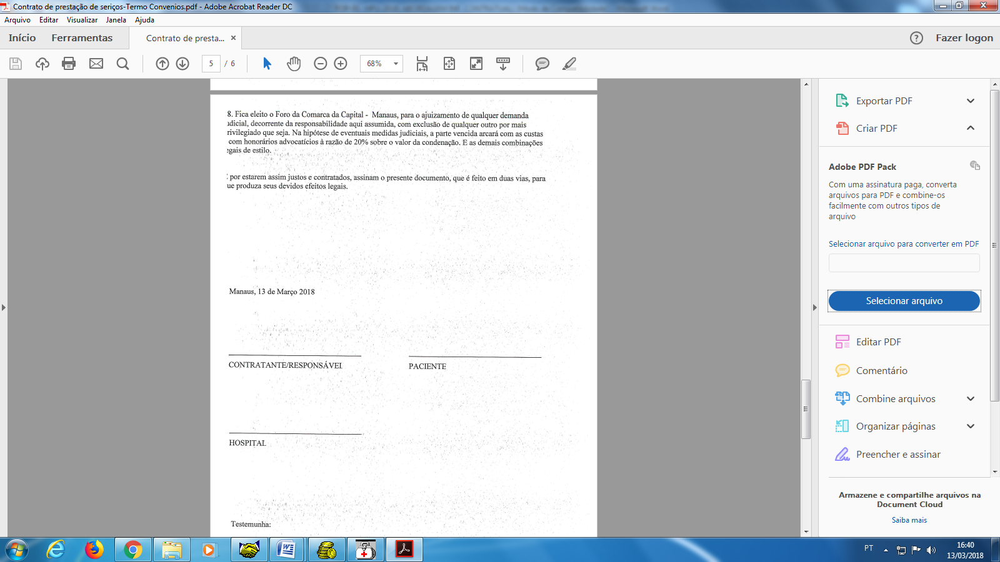 Contrato de prestação de seriços-Termo Convenios.pdf - Adobe Acrobat Reader DC
Arquivo Editar Visualizar Janela Ajuda
Início Ferramentas Contrato de presta... ×
Fazer logon
5 / 6 68%
8. Fica eleito o Foro da Comarca da Capital - Manaus, para o ajuizamento de qualquer demanda
udicial, decorrente da responsabilidade aqui assumida, com exclusão de qualquer outro por mais
rivilegiado que seja. Na hipótese de eventuais medidas judiciais, a parte vencida arcará com as custas
com honorários advocatícios à razão de 20% sobre o valor da condenação. E as demais combinações
egais de estilo.
por estarem assim justos e contratados, assinam o presente documento, que é feito em duas vias, para
ue produza seus devidos efeitos legais.
Manaus, 13 de Março 2018
CONTRATANTE/RESPONSÁVEL
PACIENTE
HOSPITAL
Testemunha:
Exportar PDF
Criar PDF
Adobe PDF Pack
Com uma assinatura paga, converta
arquivos para PDF e combine-os
facilmente com outros tipos de
arquivo
Selecionar arquivo para converter em PDF
Selecionar arquivo
Editar PDF
Comentário
Combine arquivos
Organizar páginas
Preencher e assinar
Armazene e compartilhe arquivos na
Document Cloud
Saiba mais
PT
16:40
13/03/2018